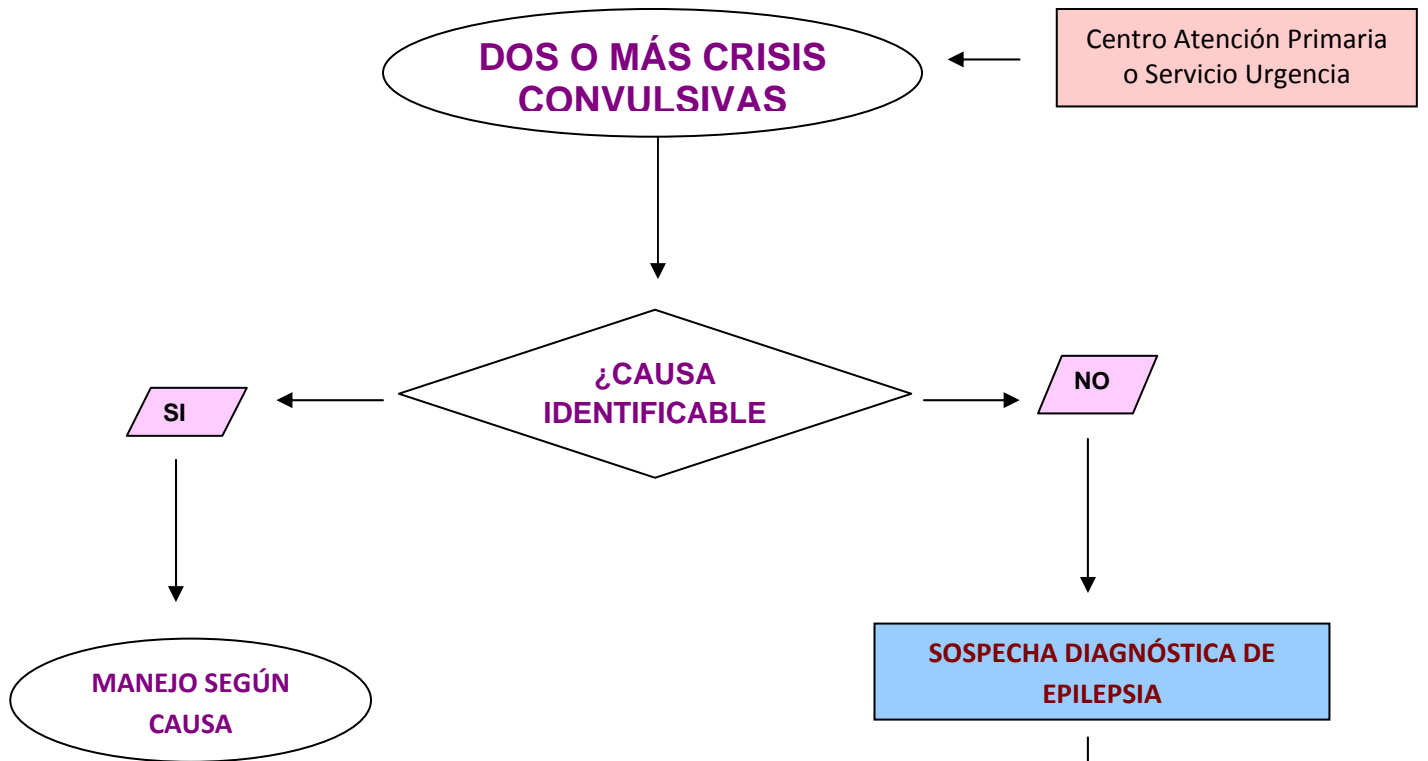 DOS O MÁS CRISIS
CONVULSIVAS
Centro Atención Primaria
o Servicio Urgencia
¿CAUSA
IDENTIFICABLE
SI
NO
MANEJO SEGÚN
CAUSA
SOSPECHA DIAGNÓSTICA DE
EPILEPSIA